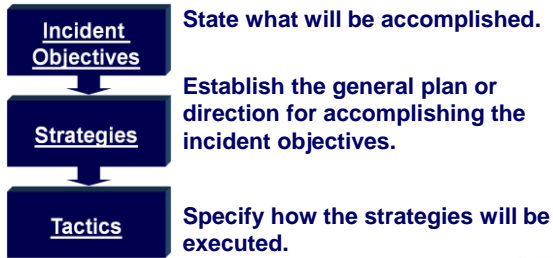 Incident
Objectives
State what will be accomplished.
Strategies
Establish the general plan or
direction for accomplishing the
incident objectives.
Tactics
Specify how the strategies will be
executed.